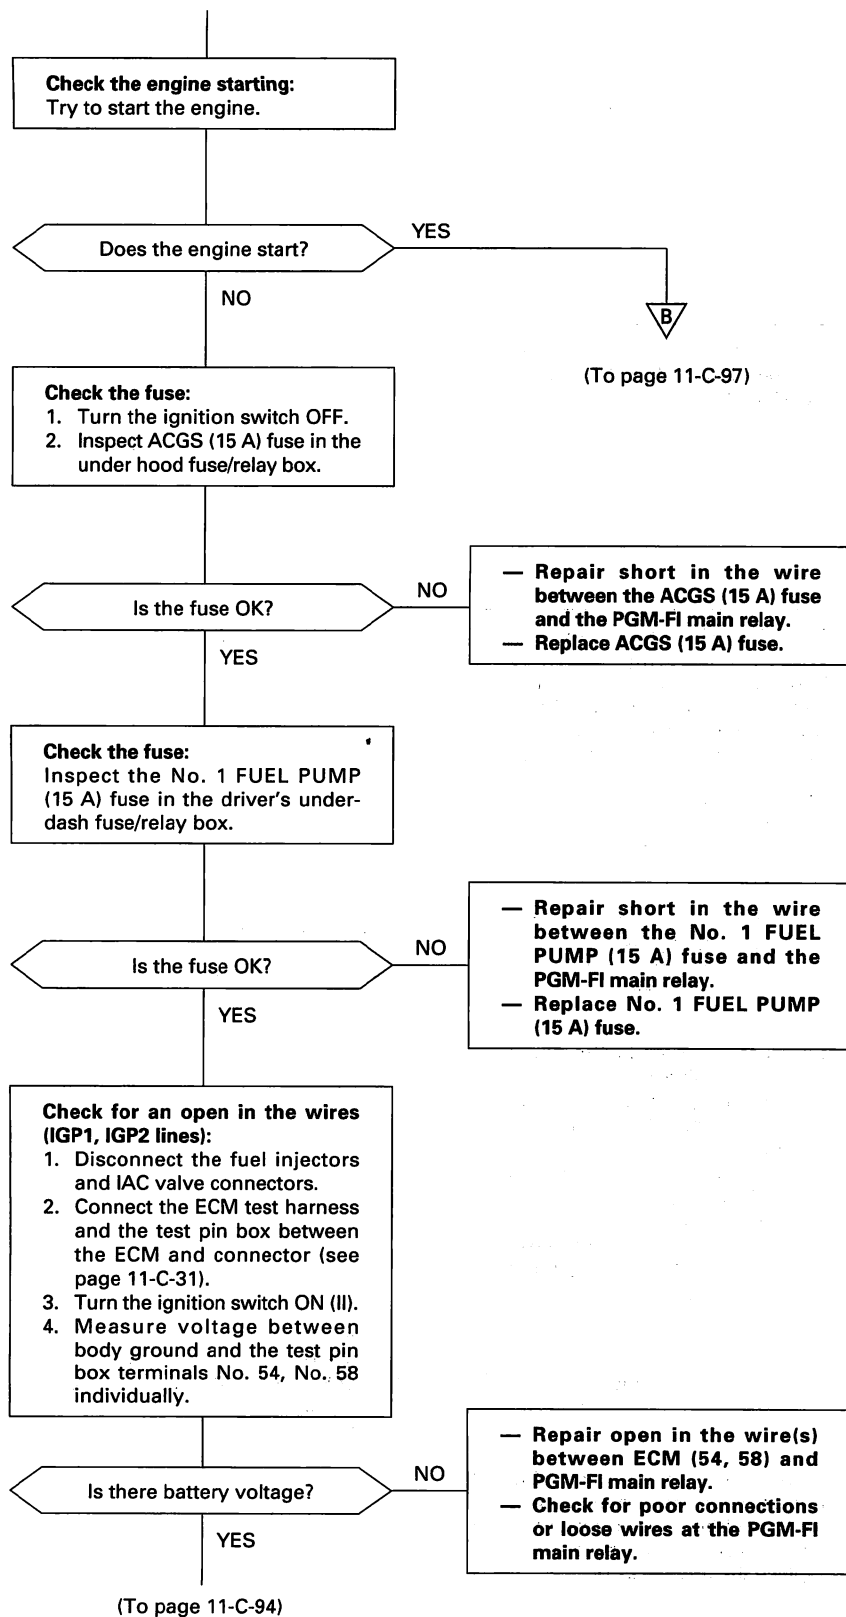 Check the engine starting:
Try to start the engine.
Does the engine start?
YES
NO
B
(To page 11-C-97)
Check the fuse:
1. Turn the ignition switch OFF.
2. Inspect ACGS (15 A) fuse in the
under hood fuse/relay box.
Is the fuse OK?
NO
— Repair short in the wire
between the ACGS (15 A) fuse
and the PGM-FI main relay.
— Replace ACGS (15 A) fuse.
YES
Check the fuse:
Inspect the No. 1 FUEL PUMP
(15 A) fuse in the driver's under-
dash fuse/relay box.
Is the fuse OK?
NO
— Repair short in the wire
between the No. 1 FUEL
PUMP (15 A) fuse and the
PGM-FI main relay.
— Replace No. 1 FUEL PUMP
(15 A) fuse.
YES
Check for an open in the wires
(IGP1, IGP2 lines):
1. Disconnect the fuel injectors
and IAC valve connectors.
2. Connect the ECM test harness
and the test pin box between
the ECM and connector (see
page 11-C-31).
3. Turn the ignition switch ON (II).
4. Measure voltage between
body ground and the test pin
box terminals No. 54, No. 58
individually.
Is there battery voltage?
NO
— Repair open in the wire(s)
between ECM (54, 58) and
PGM-FI main relay.
— Check for poor connections
or loose wires at the PGM-FI
main relay.
YES
(To page 11-C-94)